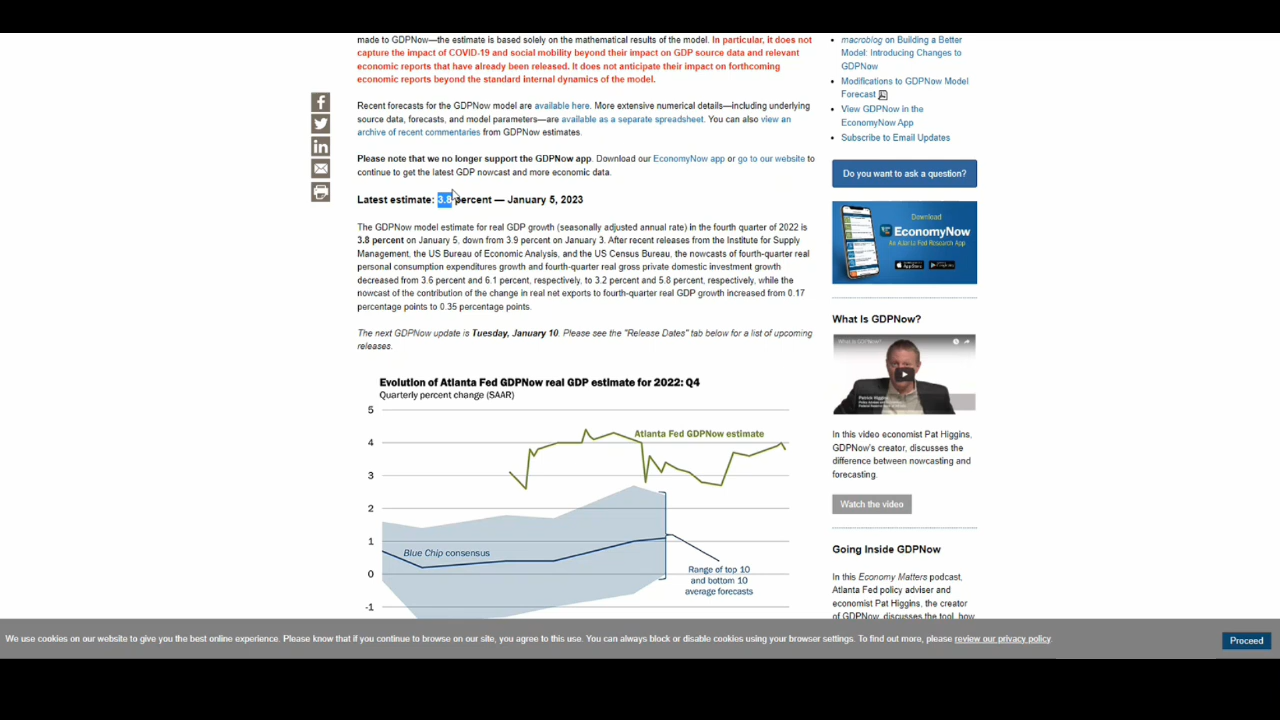 made to GDPNow—the estimate is based solely on the mathematical results of the model. In particular, it does not
capture the impact of COVID-19 and social mobility beyond their impact on GDP source data and relevant
economic reports that have already been released. It does not anticipate their impact on forthcoming
economic reports beyond the standard internal dynamics of the model.
Recent forecasts for the GDPNow model are available here. More extensive numerical details—including underlying
source data, forecasts, and model parameters—are available as a separate spreadsheet. You can also view an
archive of recent commentaries from GDPNow estimates.
Please note that we no longer support the GDPNow app. Download our EconomyNow app or go to our website to
continue to get the latest GDP nowcast and more economic data.
Latest estimate: 3.8 percent — January 5, 2023
The GDPNow model estimate for real GDP growth (seasonally adjusted annual rate) in the fourth quarter of 2022 is
3.8 percent on January 5, down from 3.9 percent on January 3. After recent releases from the Institute for Supply
Management, the US Bureau of Economic Analysis, and the US Census Bureau, the nowcasts of fourth-quarter real
personal consumption expenditures growth and fourth-quarter real gross private domestic investment growth
decreased from 3.6 percent and 6.1 percent, respectively, to 3.2 percent and 5.8 percent, respectively, while the
nowcast of the contribution of the change in real net exports to fourth-quarter real GDP growth increased from 0.17
percentage points to 0.35 percentage points.
The next GDPNow update is Tuesday, January 10. Please see the "Release Dates" tab below for a list of upcoming
releases.
Evolution of Atlanta Fed GDPNow real GDP estimate for 2022: Q4
Quarterly percent change (SAAR)
5
4
3
2
1
0
-1
Atlanta Fed GDPNow estimate
Blue Chip consensus
Range of top 10
and bottom 10
average forecasts
macroblog on Building a Better
Model: Introducing Changes to
GDPNow
Modifications to GDPNow Model
Forecast
View GDPNow in the
EconomyNow App
Subscribe to Email Updates
Do you want to ask a question?
Download
EconomyNow
An Atlanta Fed Research App
App Store
Google Play
What Is GDPNow?
What is GDPNow?
Patrick Higgins
In this video economist Pat Higgins,
GDPNow's creator, discusses the
difference between nowcasting and
forecasting.
Watch the video
Going Inside GDPNow
In this Economy Matters podcast,
Atlanta Fed policy adviser and
economist Pat Higgins, the creator
of GDPNow, discusses the tool, how
We use cookies on our website to give you the best online experience. Please know that if you continue to browse on our site, you agree to this use. You can always block or disable cookies using your browser settings. To find out more, please review our privacy policy.
Proceed